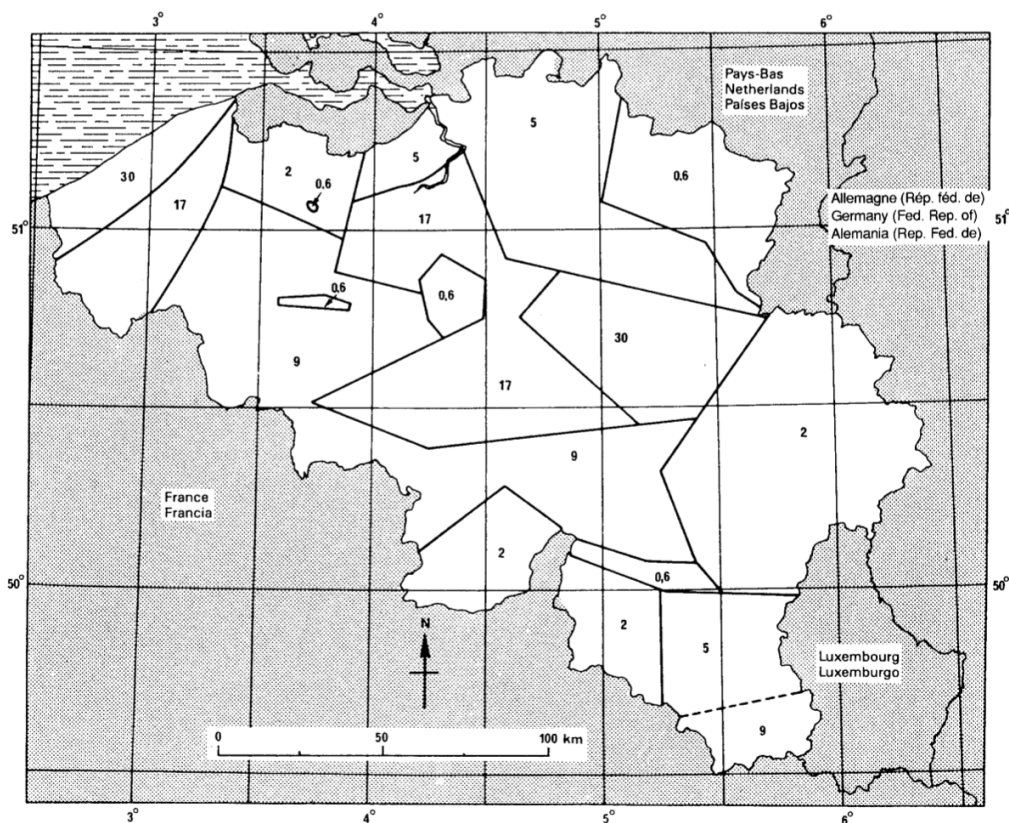 3° 4° 5° 6°
Pays-Bas
Netherlands
Países Bajos
5
5
30
2
0,6
0,6
17
17
Allemagne (Rép. féd. de)
Germany (Fed. Rep. of)
Alemania (Rep. Fed. de)
51° 51°
0,6
0,6
30
9
17
2
9
France
Francia
2
0,6
50° 50°
N
2
5
Luxembourg
Luxemburgo
9
0 50 100 km
3° 4° 5° 6°